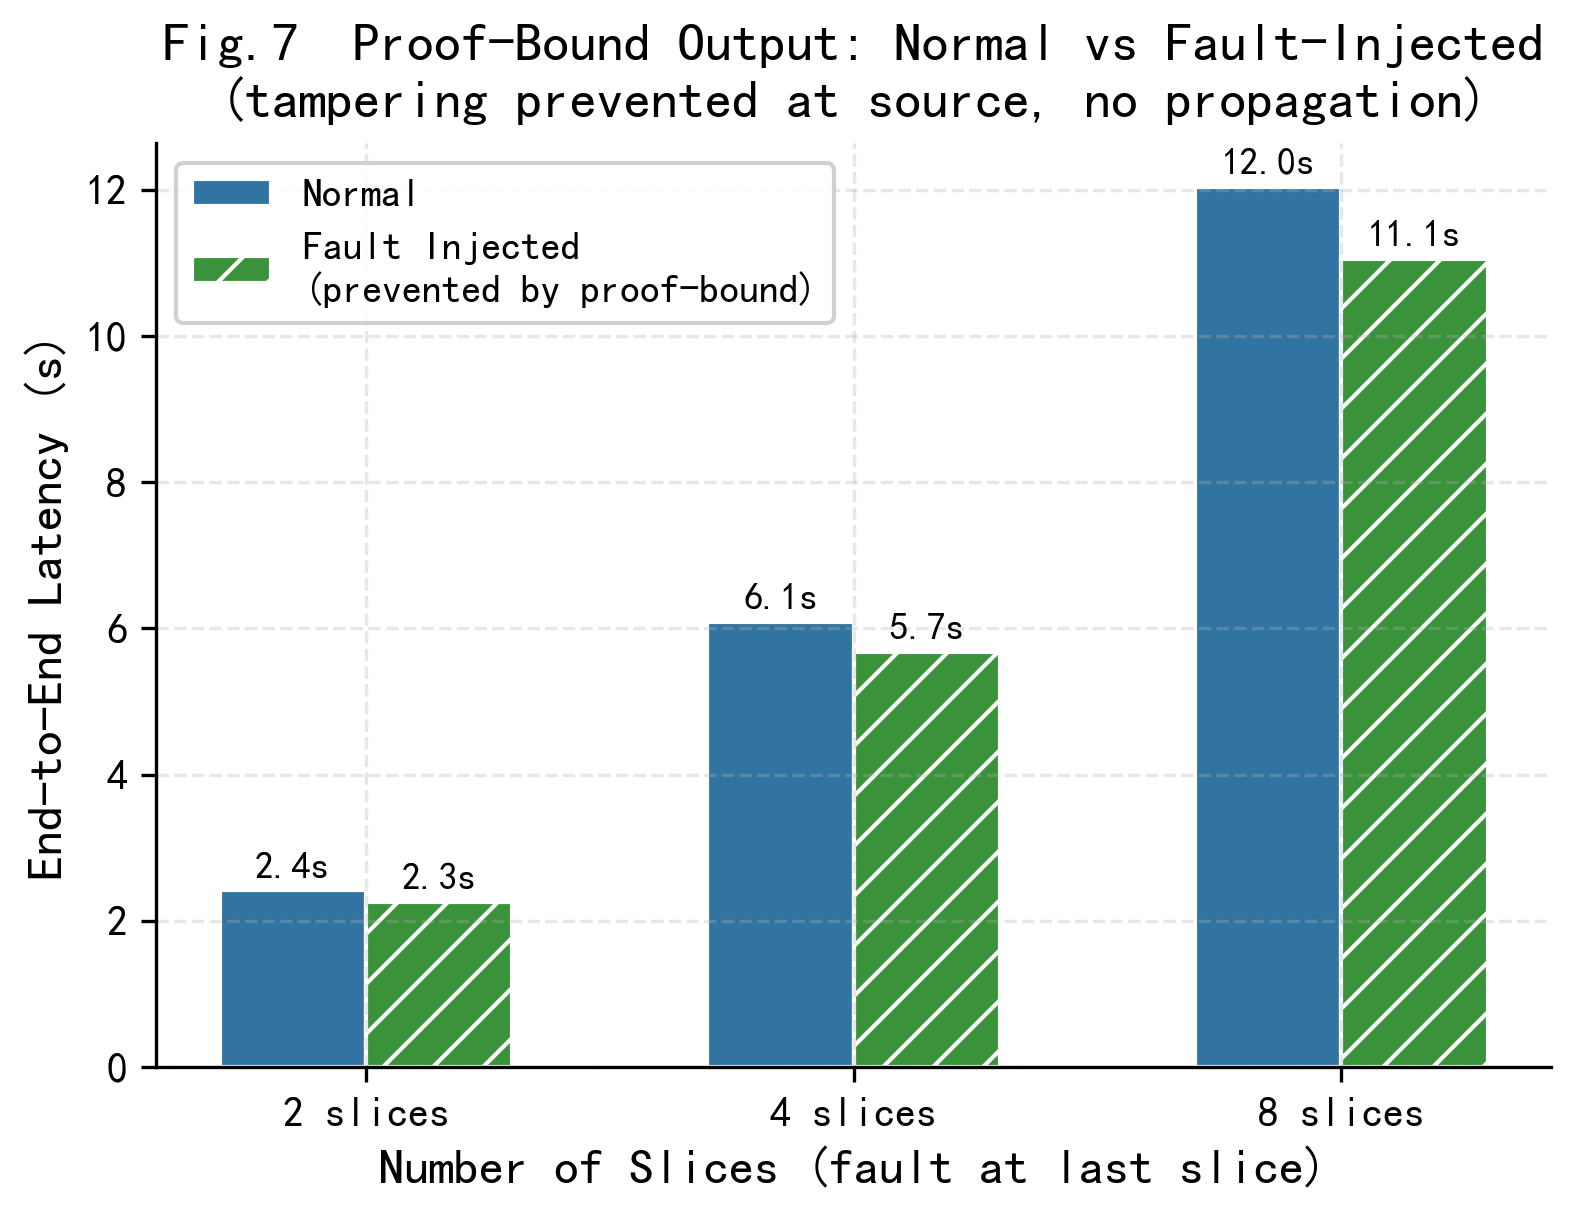 Fig.7  Proof-Bound Output: Normal vs Fault-Injected
(tampering prevented at source, no propagation)
Normal
Fault Injected
(prevented by proof-bound)
End-to-End Latency (s)
12
10
8
6
4
2
0
2.4s
2.3s
6.1s
5.7s
12.0s
11.1s
2 slices
4 slices
8 slices
Number of Slices (fault at last slice)